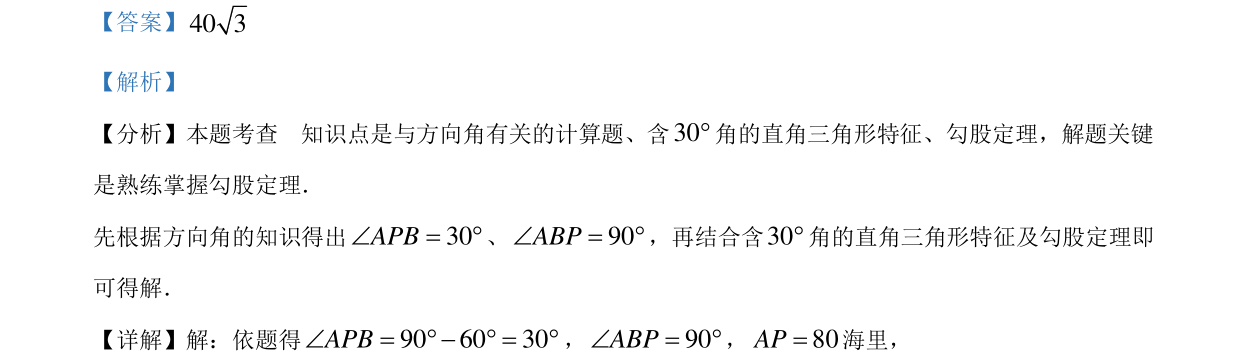 【答案】40√3
【解析】
【分析】本题考查 知识点是与方向角有关的计算题、含30°角的直角三角形特征、勾股定理，解题关键
是熟练掌握勾股定理．
先根据方向角的知识得出∠APB=30°、∠ABP=90°，再结合含30°角的直角三角形特征及勾股定理即
可得解．
【详解】解：依题得∠APB=90°−60°=30°，∠ABP=90°，AP=80海里，